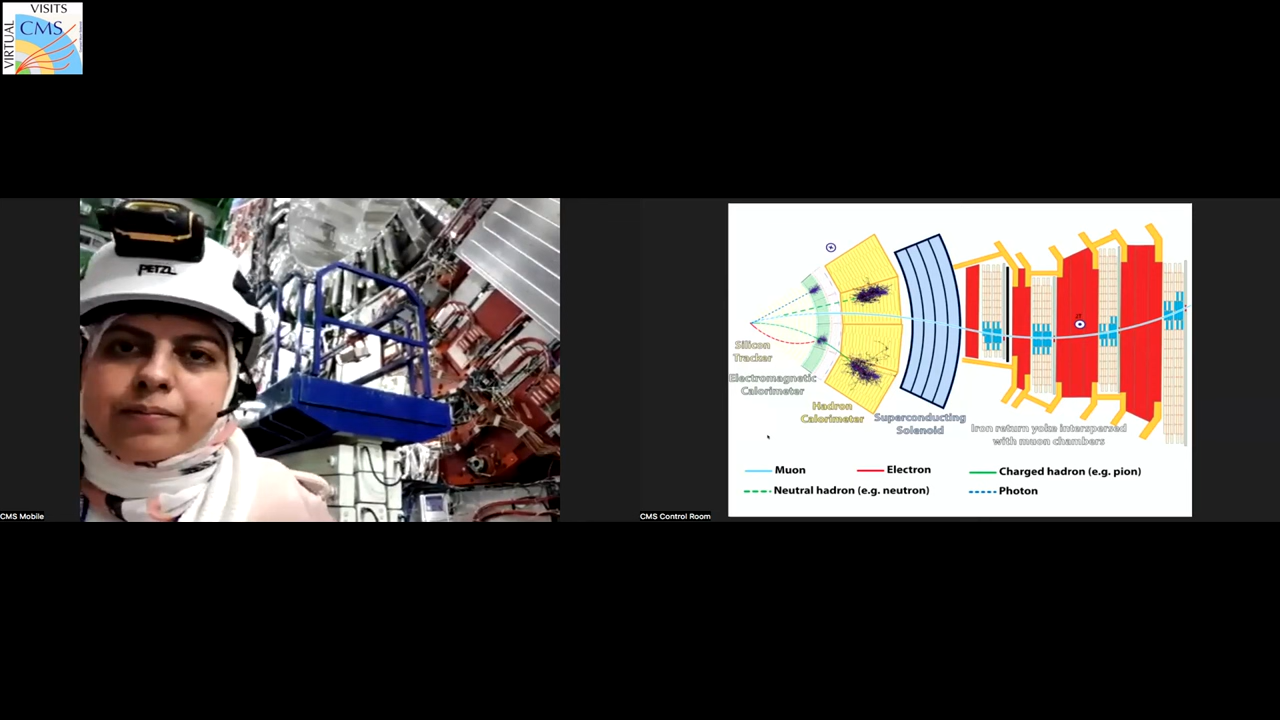 VISITS
CMS
VIRTUAL
PETZL
CMS Mobile
Silicon
Tracker
Electromagnetic
Calorimeter
Hadron
Calorimeter
Superconducting
Solenoid
Iron return yoke interspersed
with muon chambers
2T
Muon
Electron
Charged hadron (e.g. pion)
Neutral hadron (e.g. neutron)
Photon
CMS Control Room